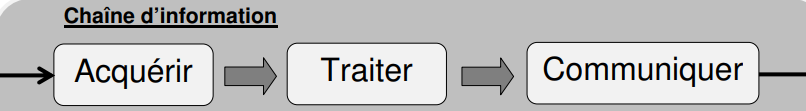 Chaîne d’information
Acquérir Traiter Communiquer